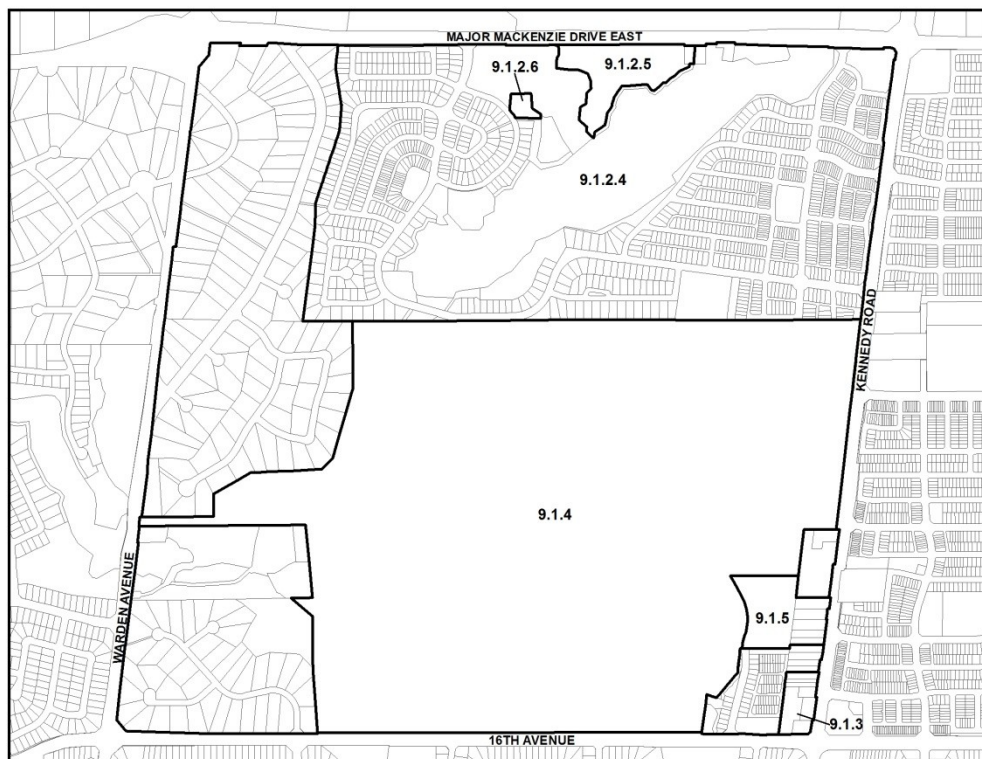 MAJOR MACKENZIE DRIVE EAST
9.1.2.6
9.1.2.5
9.1.2.4
KENNEDY ROAD
9.1.4
WARDEN AVENUE
9.1.5
9.1.3
16TH AVENUE